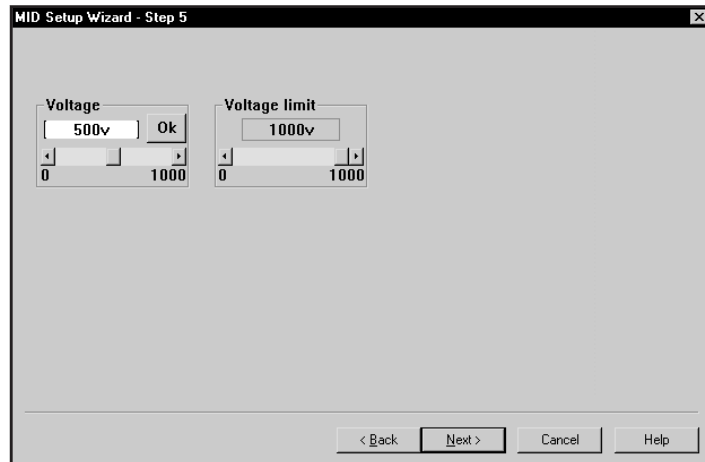 MID Setup Wizard - Step 5
Voltage
500v
Ok
0 1000
Voltage limit
1000v
0 1000
< Back
Next >
Cancel
Help